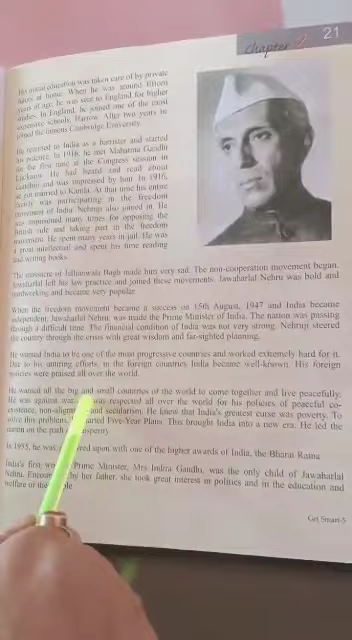 Chapter
21
His initial education was taken care of by private
tutors at home. When he was around fifteen
years of age, he was sent to England for higher
studies. In England, he joined one of the most
expensive schools, Harrow. After two years he
joined the famous Cambridge University.
He returned to India as a barrister and started
his practice. In 1916, he met Mahatma Gandhi
for the first time at the Congress session in
Lucknow. He had heard and read about
Gandhiji and was impressed by him. In 1916,
he got married to Kamla. At that time his entire
family was participating in the freedom
movement of India. Nehruji also joined it. He
was imprisoned many times for opposing the
British rule and taking part in the freedom
movement. He spent many years in jail. He was
a great intellectual and spent his time reading
and writing books.
The massacre of Jallianwala Bagh made him very sad. The non-cooperation movement began.
Jawaharlal left his law practice and joined these movements. Jawaharlal Nehru was bold and
hardworking and became very popular.
When the freedom movement became a success on 15th August, 1947 and India became
independent, Jawaharlal Nehru, was made the Prime Minister of India. The nation was passing
through a difficult time. The financial condition of India was not very strong. Nehruji steered
the country through the crisis with great wisdom and far-sighted planning.
He wanted India to be one of the most progressive countries and worked extremely hard for it.
Due to his untiring efforts, in the foreign countries India became well-known. His foreign
policies were praised all over the world.
He wanted all the big and small countries of the world to come together and live peacefully.
He was against war. was respected all over the world for his policies of peaceful co-
existence, non-alignment and secularism. He knew that India's greatest curse was poverty. To
solve this problem, started Five-Year Plans. This brought India into a new era. He led the
nation on the path prosperity
In 1955, he was upon with one of the higher awards of India, the Bharat Ratna
India's first Prime Minister, Mrs Indira Gandhi, was the only child of Jawaharlal
Nehru. by her father, she took great interest in politics and in the education and
welfare of the
Get Smart-5